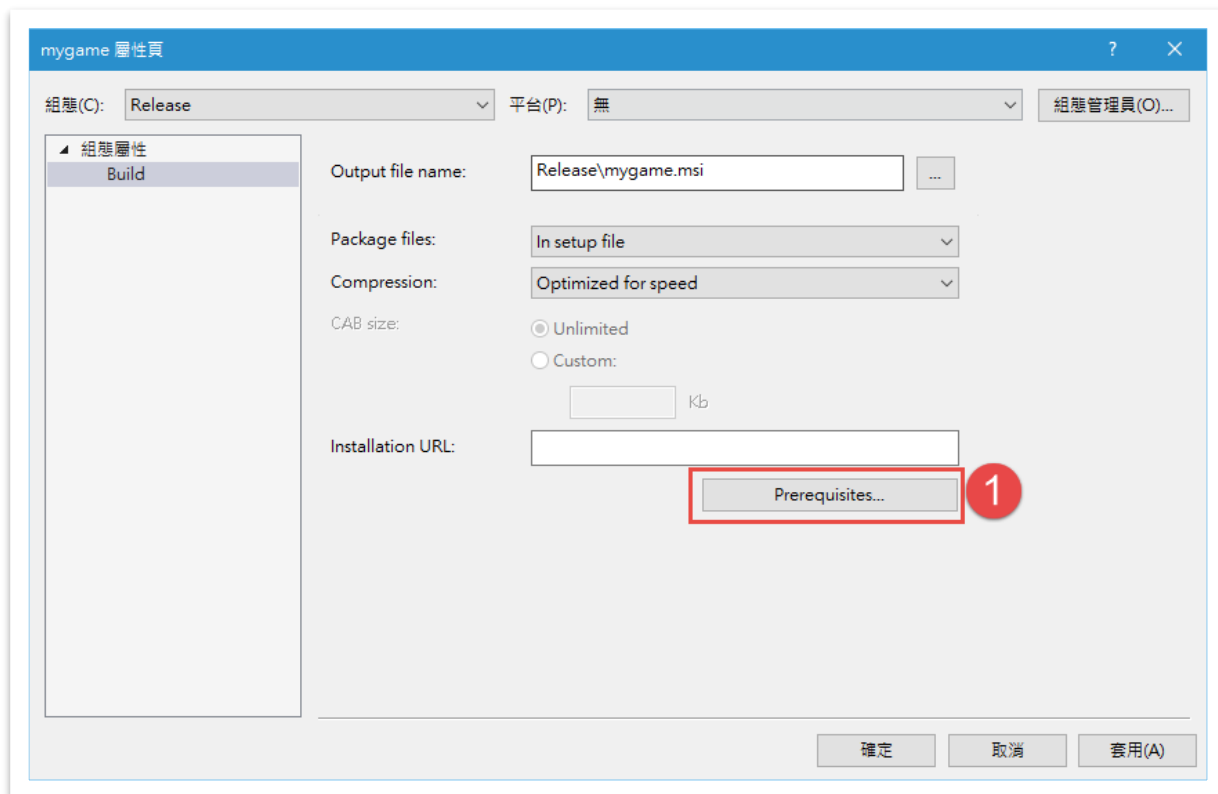 mygame 屬性頁
組態(C): Release 平台(P): 無 組態管理員(O)...
組態屬性
Build
Output file name: Release\mygame.msi ...
Package files: In setup file
Compression: Optimized for speed
CAB size: Unlimited
Custom:
Kb
Installation URL:
Prerequisites... 1
確定 取消 套用(A)